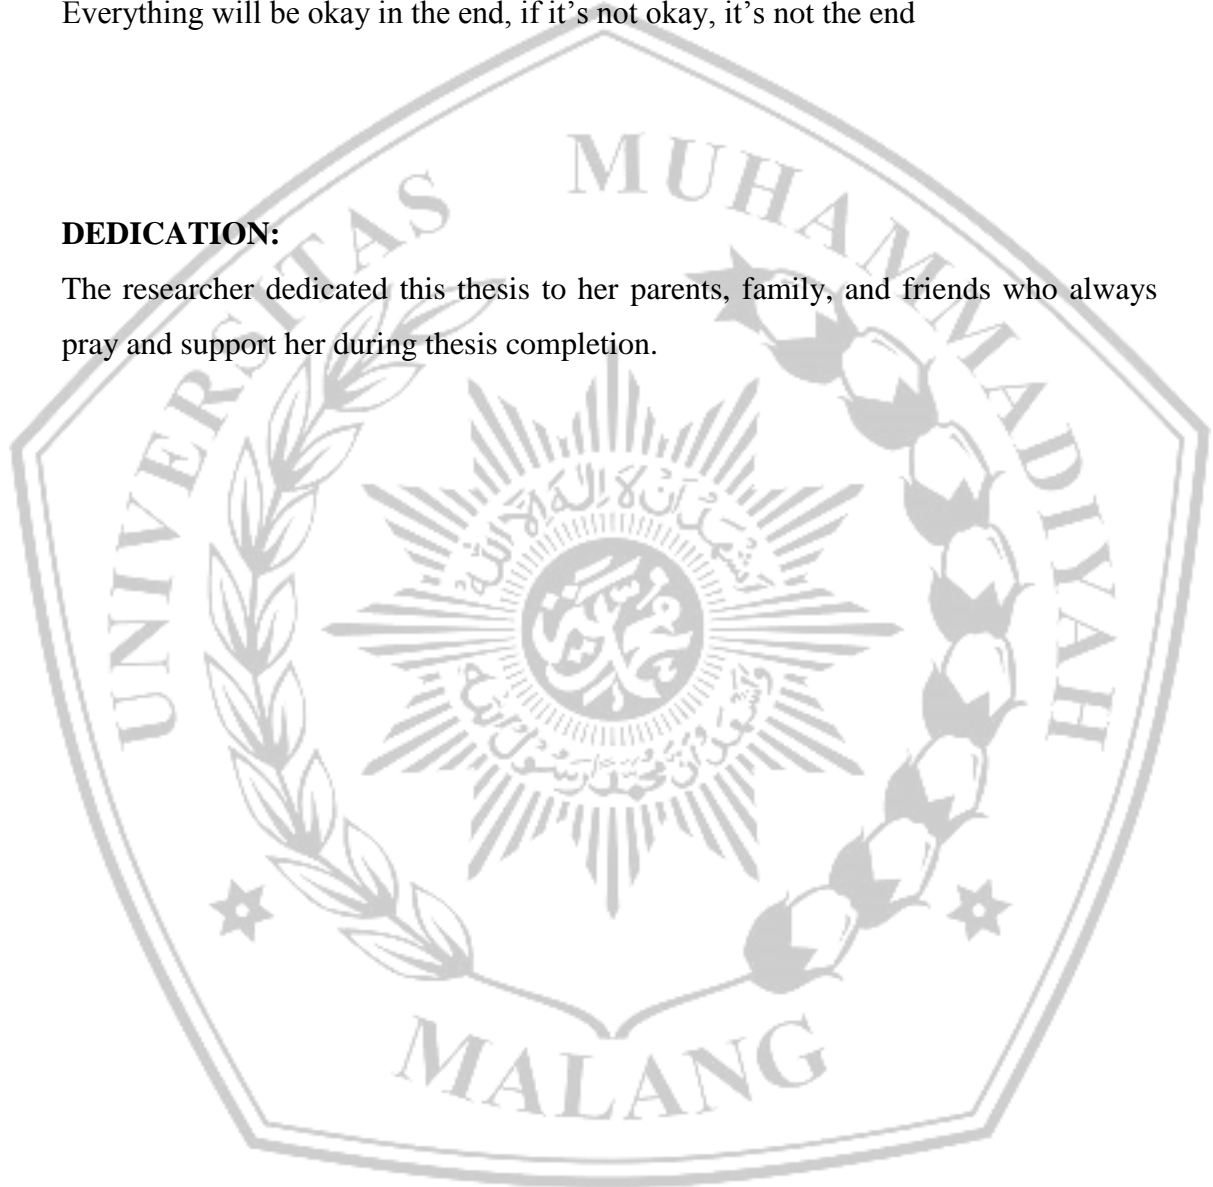 Everything will be okay in the end, if it’s not okay, it’s not the end
DEDICATION:
The researcher dedicated this thesis to her parents, family, and friends who always
pray and support her during thesis completion.
UNIVERSITAS MUHAMMADIYAH
MALANG